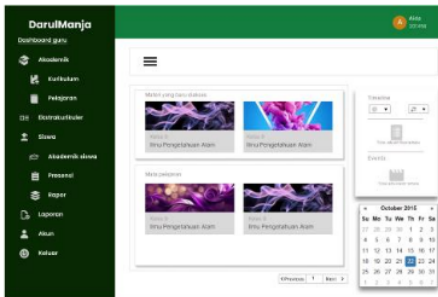 DarulManja
Dashboard guru
Akademik
Kurikulum
Pelajaran
Ekstrakurikuler
Siswa
Akademik siswa
Presensi
Rapor
Laporan
Akun
Keluar
Alda
Materi yang baru diakses
Kelas X
Ilmu Pengetahuan Alam
Kelas X
Ilmu Pengetahuan Alam
Mata pelajaran
Kelas X
Ilmu Pengetahuan Alam
Ilmu Pengetahuan Alam
Previous 1 Next
Timeline
Events
October 2015
Su Mo Tu We Th Fr Sa
27 28 29 30 1 2 3
4 5 6 7 8 9 10
11 12 13 14 15 16 17
18 19 20 21 22 23 24
25 26 27 28 29 30 31
1 2 3 4 5 6 7